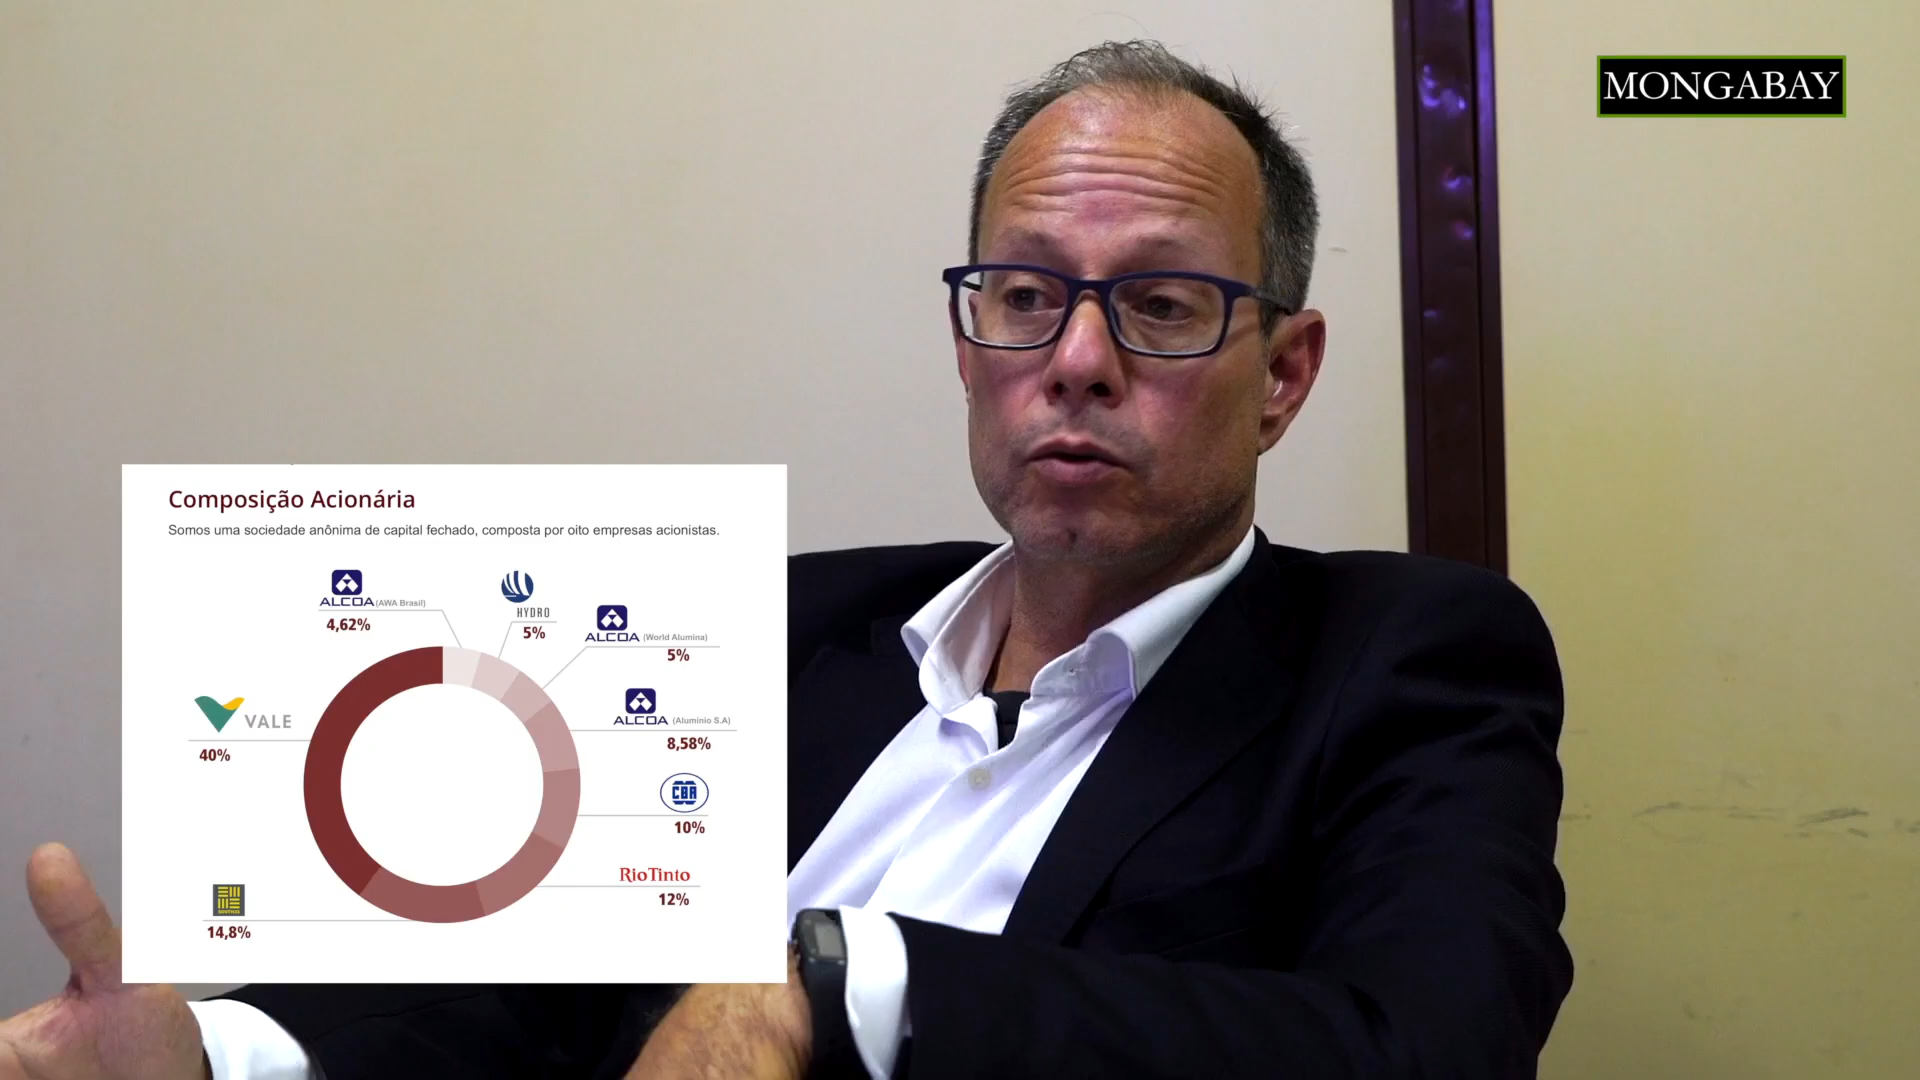 MONGABAY
Composição Acionária
Somos uma sociedade anônima de capital fechado, composta por oito empresas acionistas.
ALCOA (AWA Brasil)
4,62%
HYDRO
5%
ALCOA (World Alumina)
5%
ALCOA (Aluminio S.A)
8,58%
VALE
40%
CBA
10%
RioTinto
12%
SOUTH32
14,8%